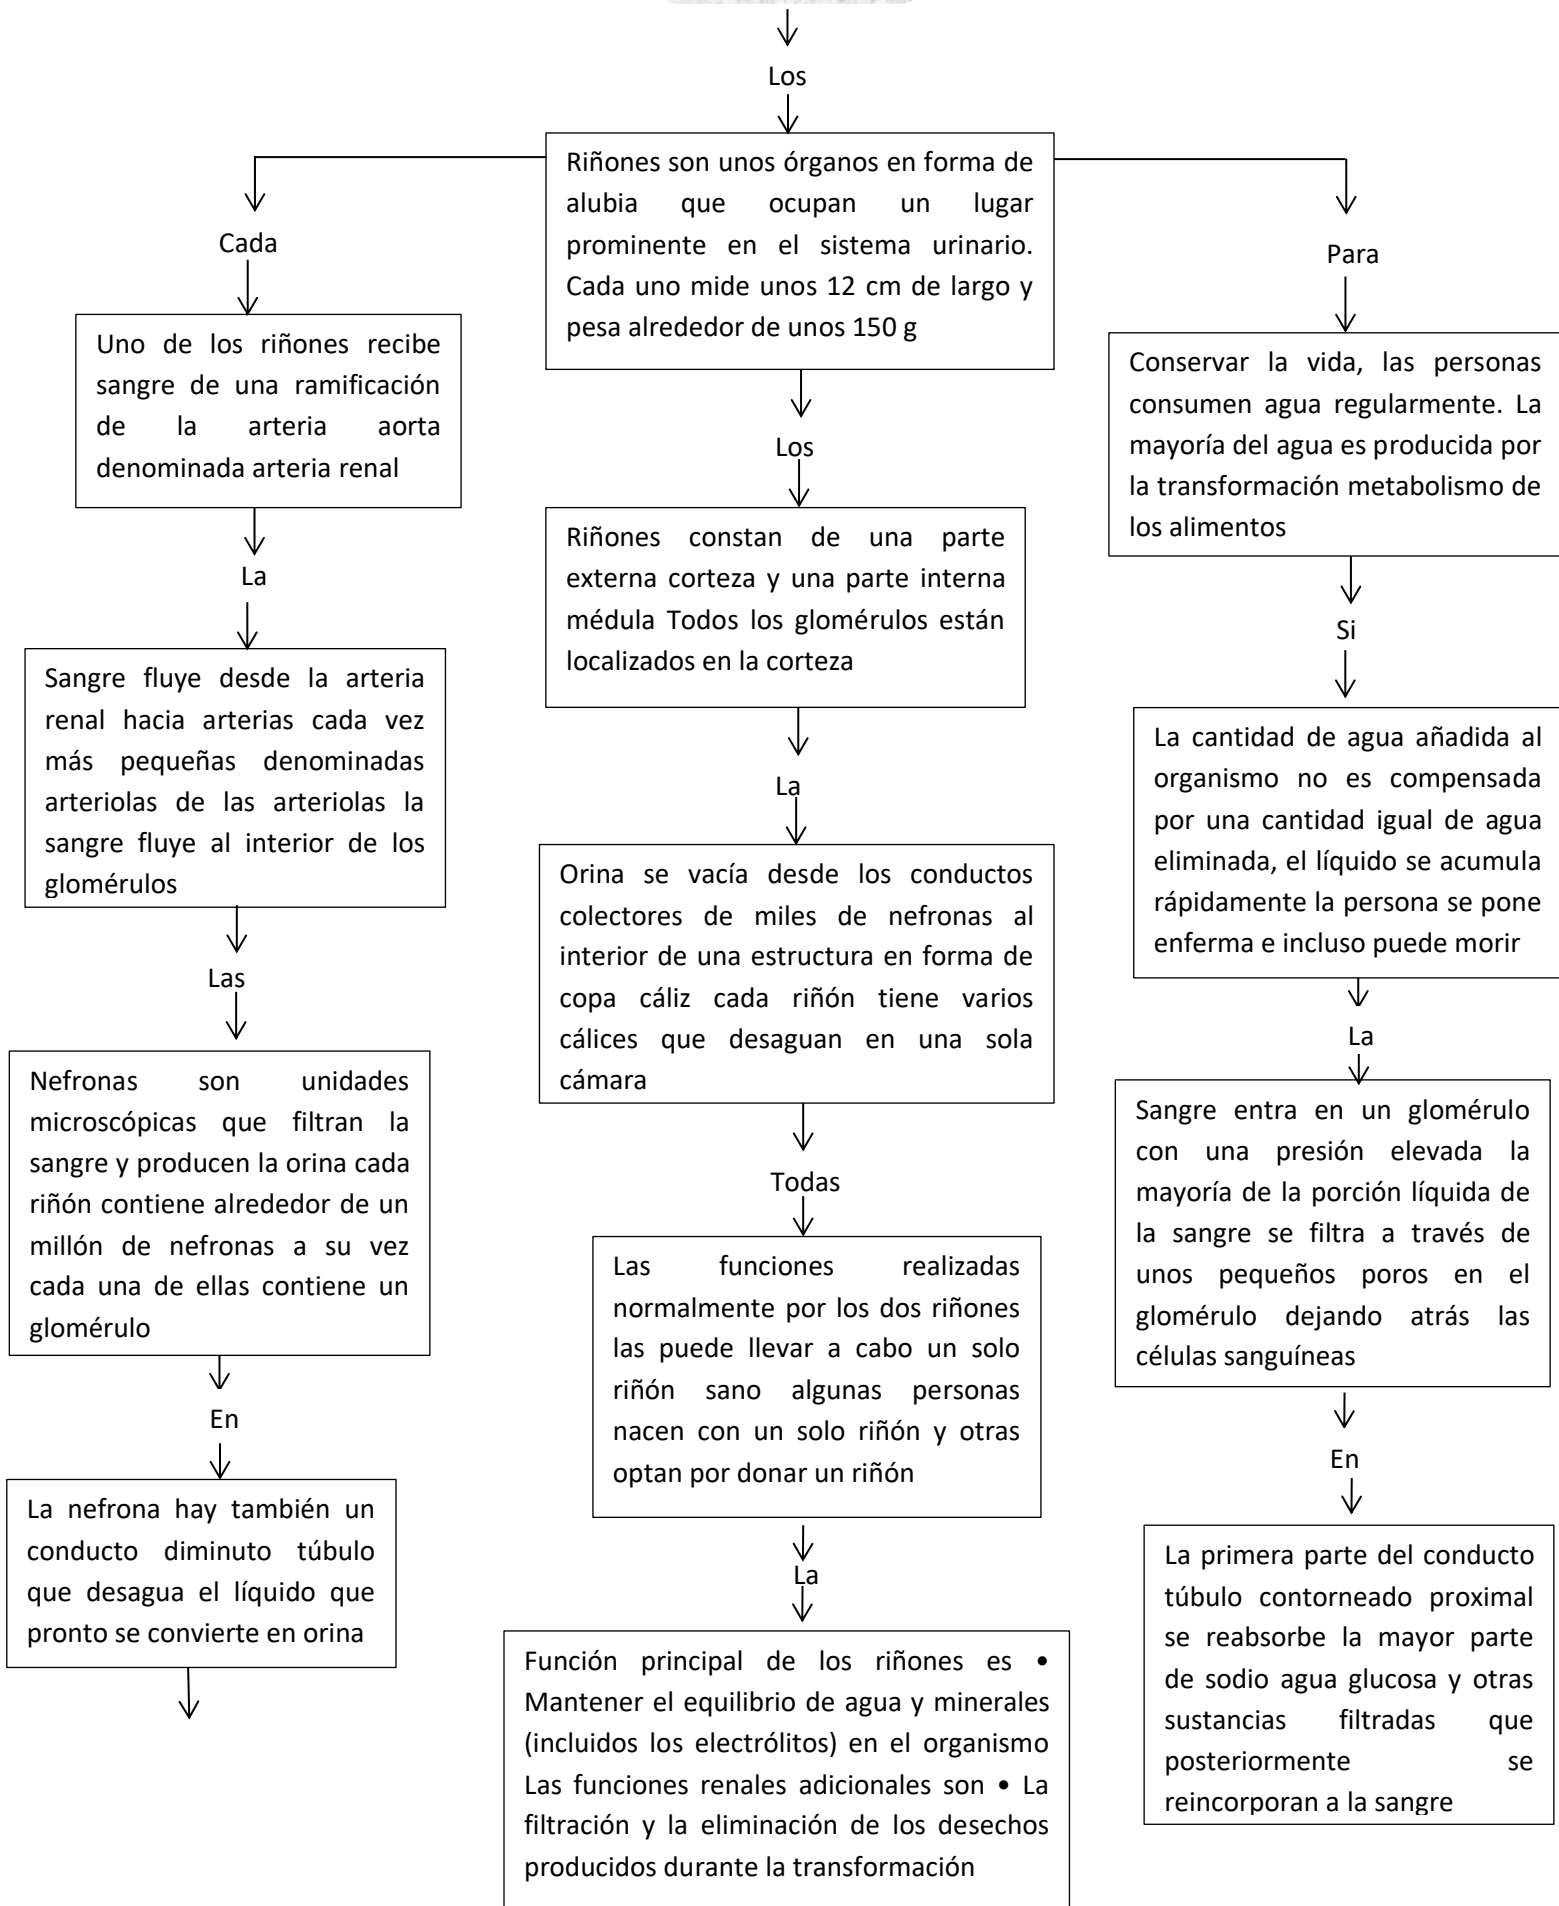 Los
Riñones son unos órganos en forma de
alubia que ocupan un lugar
prominente en el sistema urinario.
Cada uno mide unos 12 cm de largo y
pesa alrededor de unos 150 g
Cada
Uno de los riñones recibe
sangre de una ramificación
de la arteria aorta
denominada arteria renal
La
Sangre fluye desde la arteria
renal hacia arterias cada vez
más pequeñas denominadas
arteriolas de las arteriolas la
sangre fluye al interior de los
glomérulos
Las
Nefronas son unidades
microscópicas que filtran la
sangre y producen la orina cada
riñón contiene alrededor de un
millón de nefronas a su vez
cada una de ellas contiene un
glomérulo
En
La nefrona hay también un
conducto diminuto túbulo
que desagua el líquido que
pronto se convierte en orina
Los
Riñones constan de una parte
externa corteza y una parte interna
médula Todos los glomérulos están
localizados en la corteza
La
Orina se vacía desde los conductos
colectores de miles de nefronas al
interior de una estructura en forma de
copa cáliz cada riñón tiene varios
cálices que desaguan en una sola
cámara
Todas
Las funciones realizadas
normalmente por los dos riñones
las puede llevar a cabo un solo
riñón sano algunas personas
nacen con un solo riñón y otras
optan por donar un riñón
La
Función principal de los riñones es •
Mantener el equilibrio de agua y minerales
(incluidos los electrólitos) en el organismo
Las funciones renales adicionales son • La
filtración y la eliminación de los desechos
producidos durante la transformación
Para
Conservar la vida, las personas
consumen agua regularmente. La
mayoría del agua es producida por
la transformación metabolismo de
los alimentos
Si
La cantidad de agua añadida al
organismo no es compensada
por una cantidad igual de agua
eliminada, el líquido se acumula
rápidamente la persona se pone
enferma e incluso puede morir
La
Sangre entra en un glomérulo
con una presión elevada la
mayoría de la porción líquida de
la sangre se filtra a través de
unos pequeños poros en el
glomérulo dejando atrás las
células sanguíneas
En
La primera parte del conducto
túbulo contorneado proximal
se reabsorbe la mayor parte
de sodio agua glucosa y otras
sustancias filtradas que
posteriormente se
reincorporan a la sangre